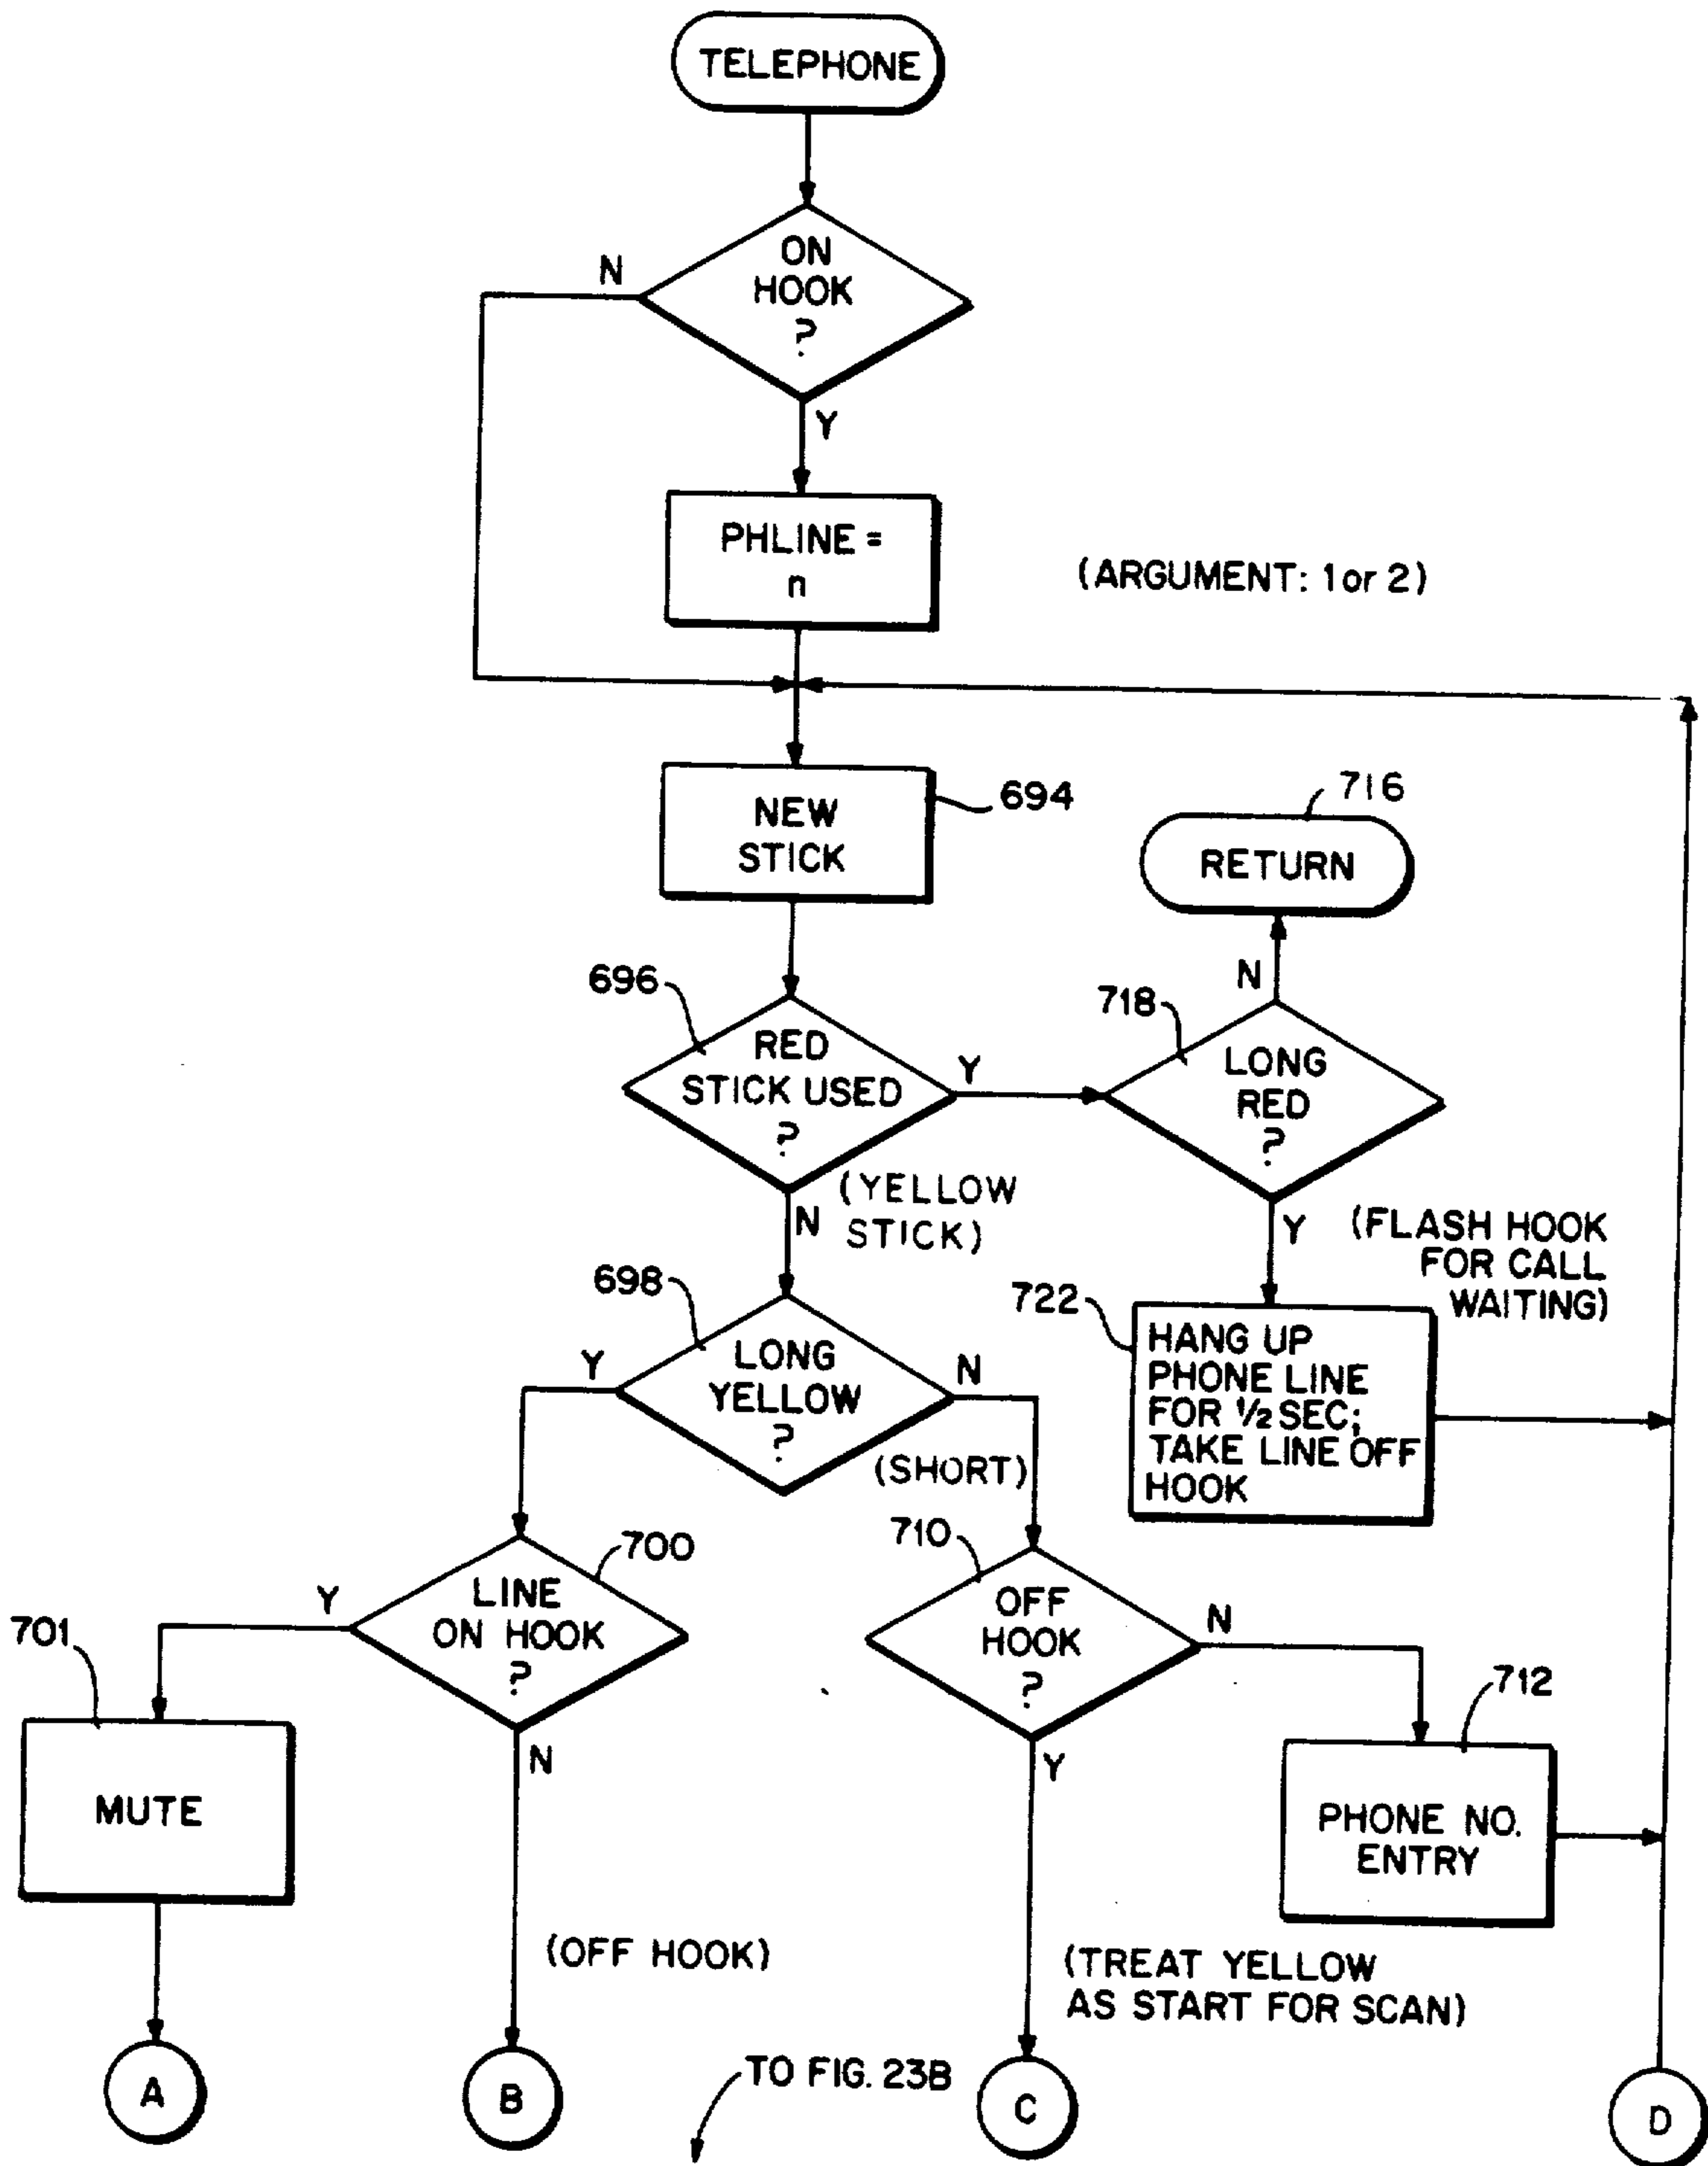 TELEPHONE
ON
HOOK
?
N
Y
PHLINE =
n
(ARGUMENT: 1 or 2)
NEW
STICK
694
716
RETURN
N
696
RED
STICK USED
?
Y
718
LONG
RED
?
(YELLOW
STICK)
N
Y
(FLASH HOOK
FOR CALL
WAITING)
698
LONG
YELLOW
?
Y
N
(SHORT)
722
HANG UP
PHONE LINE
FOR ½ SEC;
TAKE LINE OFF
HOOK
700
LINE
ON HOOK
?
Y
N
710
OFF
HOOK
?
N
Y
701
MUTE
712
PHONE NO.
ENTRY
(OFF HOOK)
(TREAT YELLOW
AS START FOR SCAN)
A
B
TO FIG. 23B
C
D